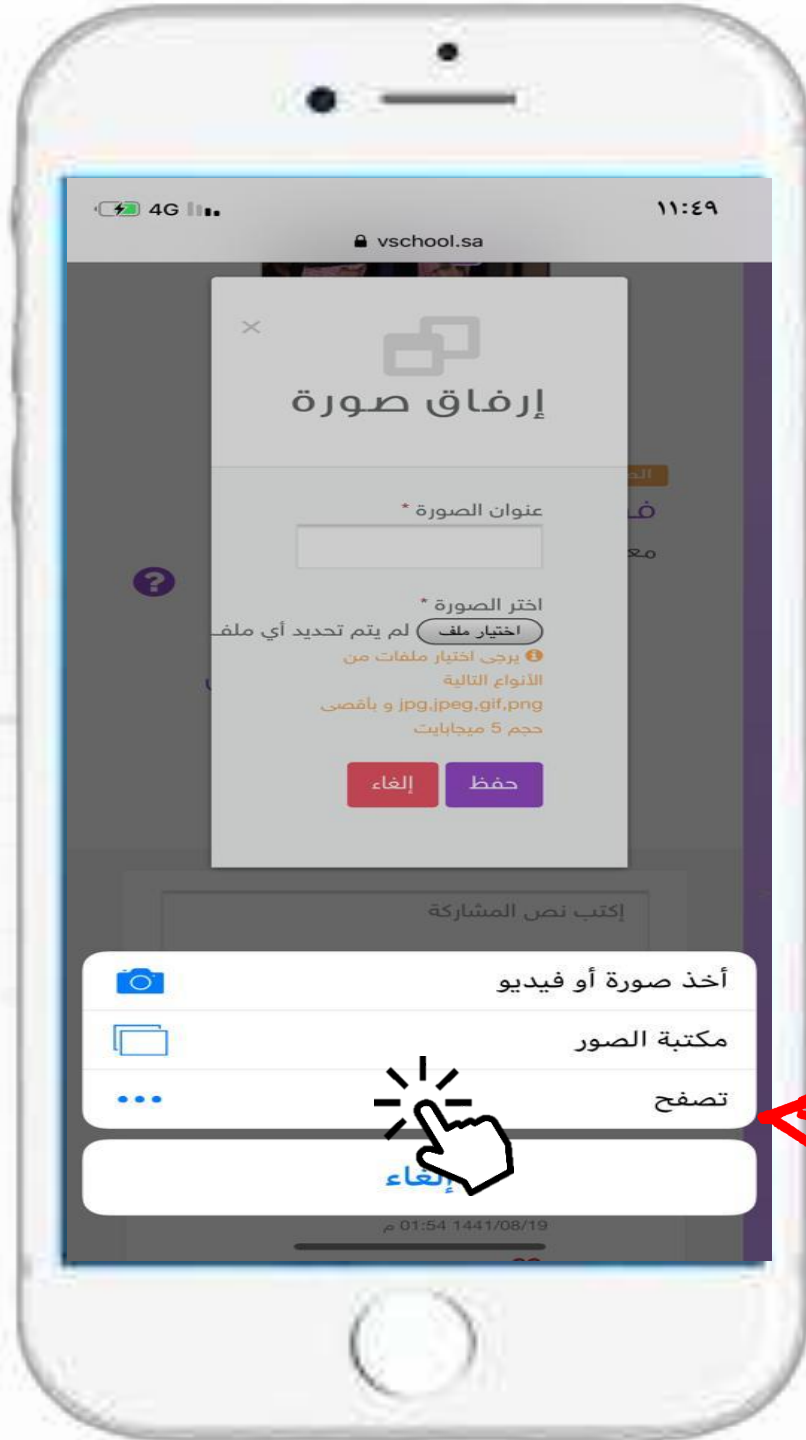 4G ١١:٤٩
vschool.sa
إرفاق صورة
عنوان الصورة *
اختر الصورة *
اختيار ملف لم يتم تحديد أي ملف
يرجى اختيار ملفات من
الأنواع التالية
jpg,jpeg,gif,png و بأقصى
حجم 5 ميجابايت
حفظ إلغاء
إكتب نص المشاركة
أخذ صورة أو فيديو
مكتبة الصور
تصفح
إلغاء
1441/08/19 01:54 م